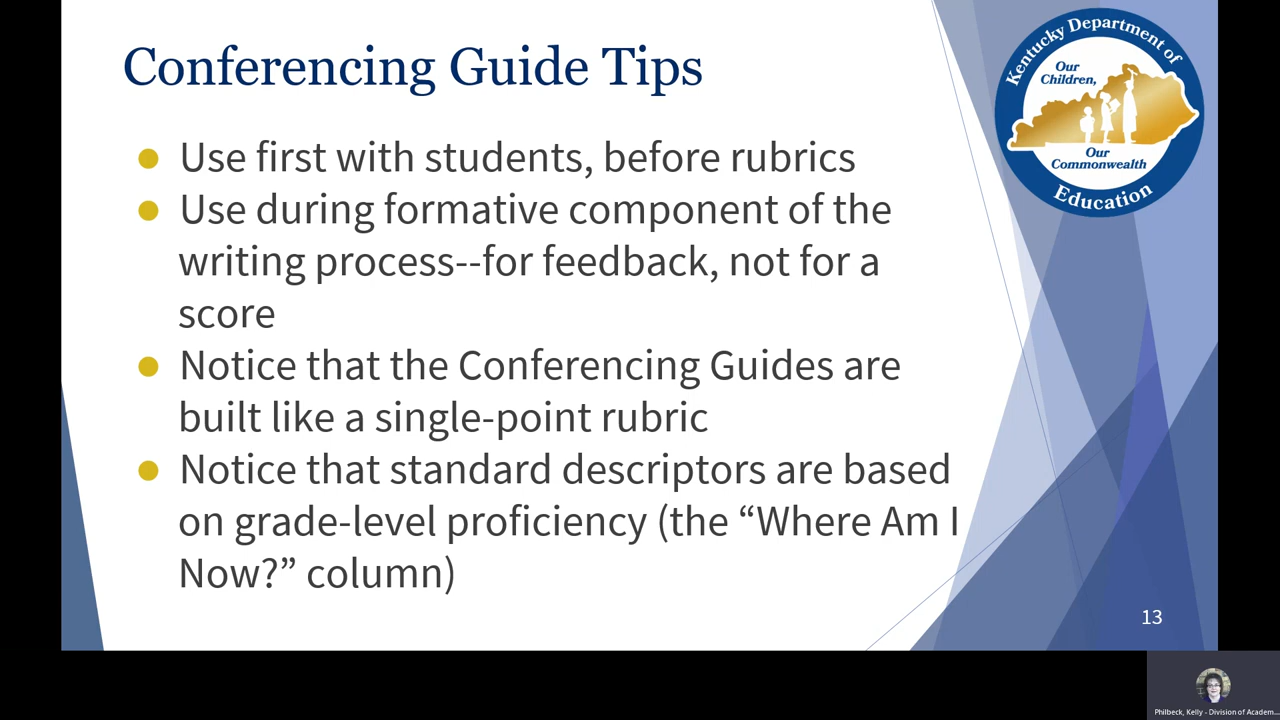 Conferencing Guide Tips
Kentucky Department of
Our
Children,
Our
Commonwealth
Education
Use first with students, before rubrics
Use during formative component of the
writing process--for feedback, not for a
score
Notice that the Conferencing Guides are
built like a single-point rubric
Notice that standard descriptors are based
on grade-level proficiency (the “Where Am I
Now?” column)
13
Philbeck, Kelly - Division of Academ...